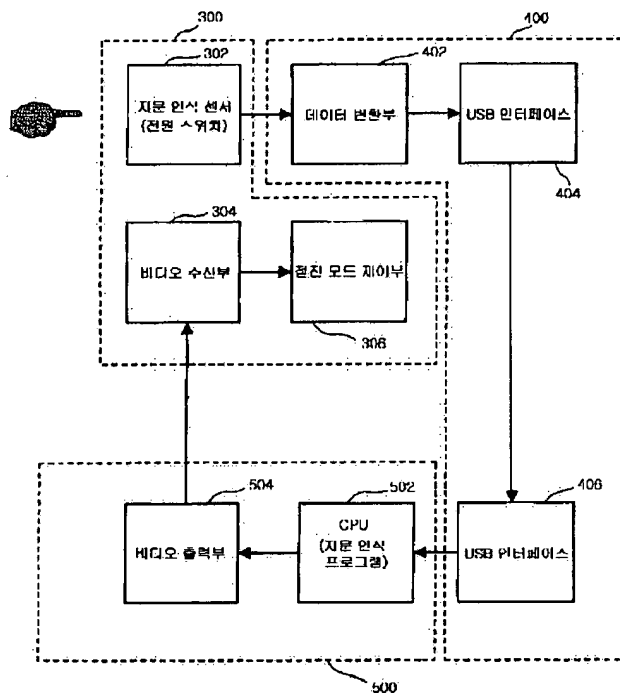 300
400
302
402
지문 인식 센서
(전원 스위치)
데이터 변환부
USB 인터페이스
404
304
비디오 수신부
절전 모드 제어부
306
504
502
406
비디오 출력부
CPU
(지문 인식
프로그램)
USB 인터페이스
500